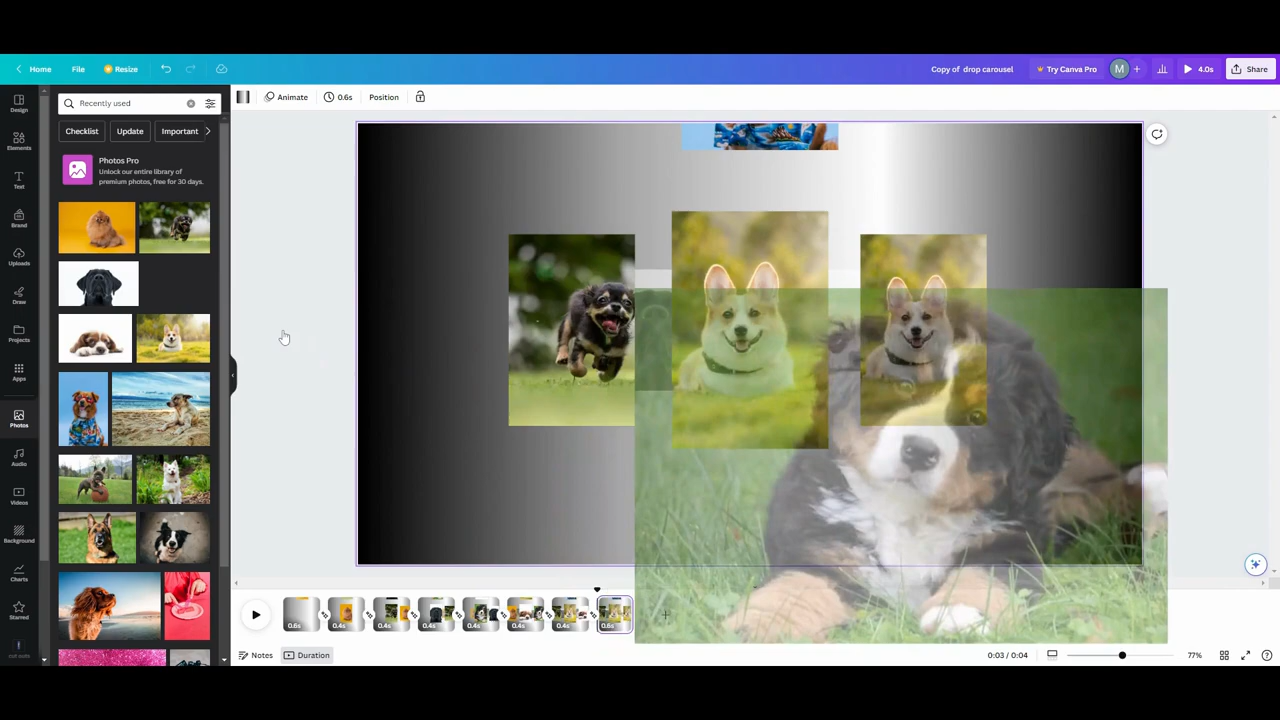 Home
File
Resize
Copy of drop carousel
Try Canva Pro
M
4.0s
Share
Design
Elements
Text
Brand
Uploads
Draw
Projects
Apps
Photos
Audio
Videos
Background
Charts
Starred
Recently used
Checklist
Update
Important
Photos Pro
Unlock our entire library of
premium photos, free for 30 days.
Animate
0.6s
Position
0.6s
0.4s
0.4s
0.4s
0.4s
0.4s
0.4s
0.6s
Notes
Duration
0:03 / 0:04
77%